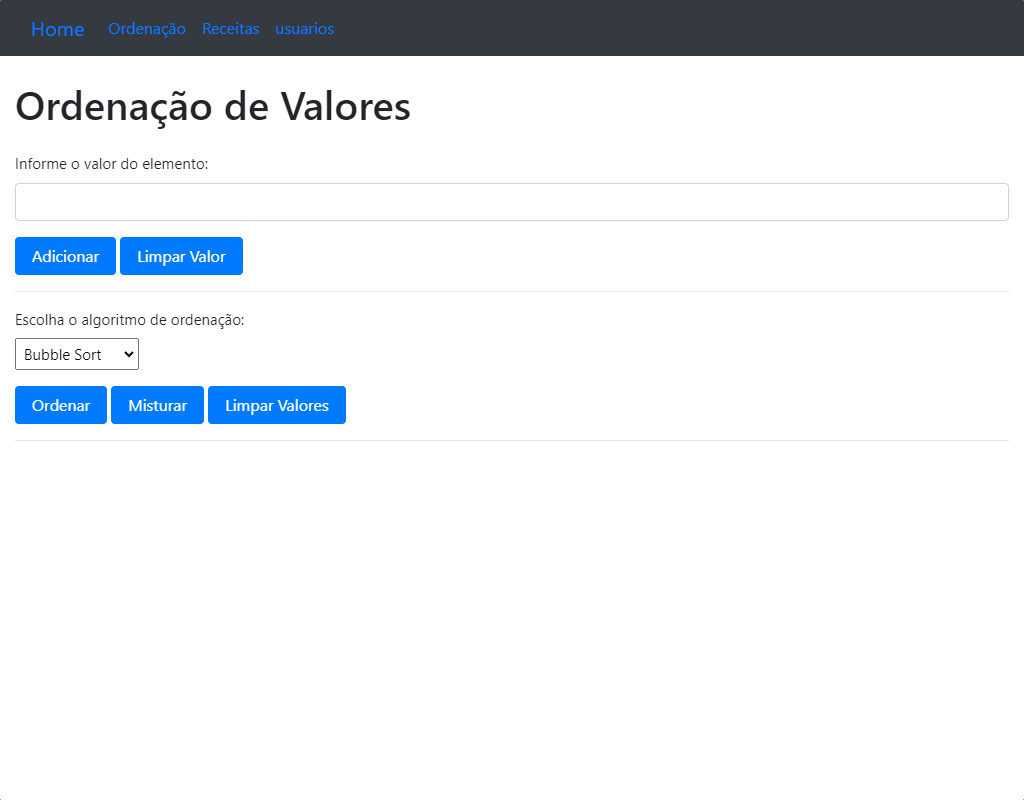 Home Ordenação Receitas usuarios
Ordenação de Valores
Informe o valor do elemento:
Adicionar Limpar Valor
Escolha o algoritmo de ordenação:
Bubble Sort
Ordenar Misturar Limpar Valores